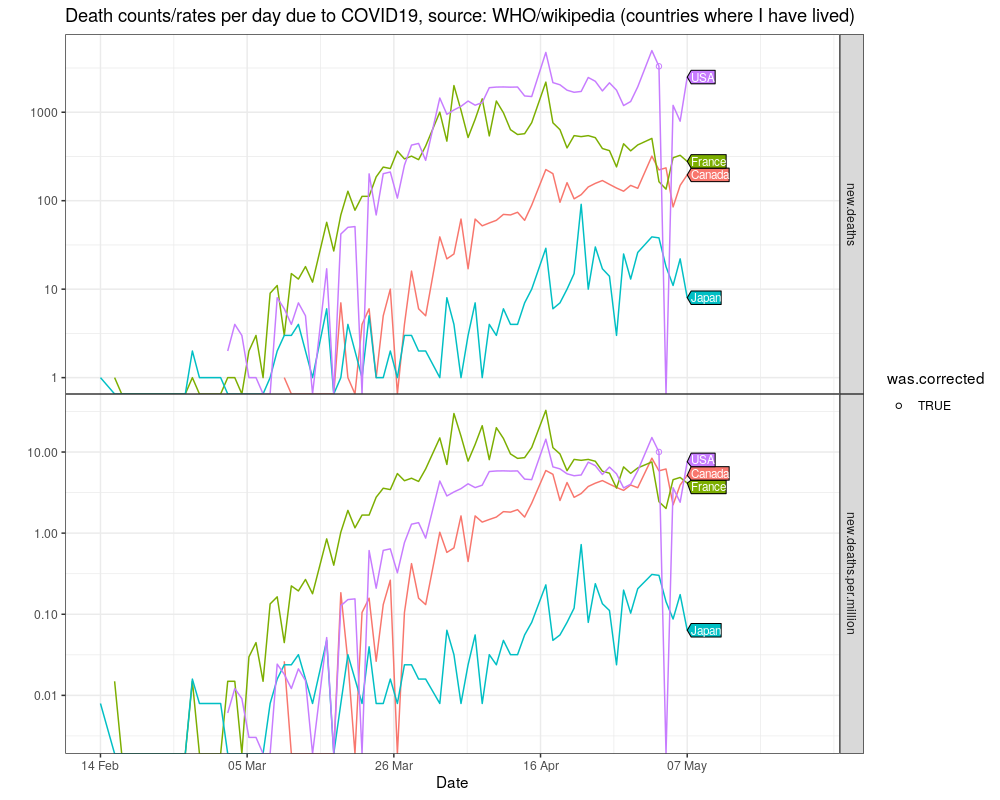 Death counts/rates per day due to COVID19, source: WHO/wikipedia (countries where I have lived)
1000
100
10
1
USA
France
Canada
Japan
new.deaths
10.00
1.00
0.10
0.01
USA
Canada
France
Japan
new.deaths.per.million
14 Feb
05 Mar
26 Mar
16 Apr
07 May
Date
was.corrected
TRUE